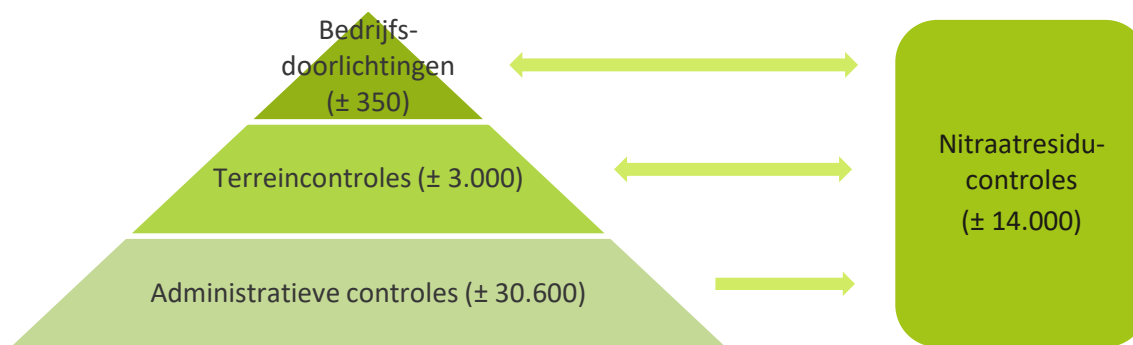 Bedrijfs-
doorlichtingen
(± 350)
Terreincontroles (± 3.000)
Administratieve controles (± 30.600)
Nitraatresidu-
controles
(± 14.000)